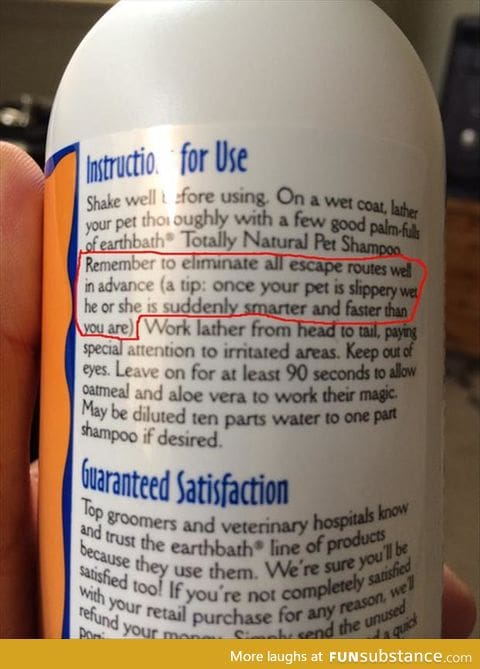 Instructio for Use
Shake well before using. On a wet coat, lather
your pet thoroughly with a few good palm-fulls
of earthbath® Totally Natural Pet Shampoo.
Remember to eliminate all escape routes well
in advance (a tip: once your pet is slippery wet
he or she is suddenly smarter and faster than
you are). Work lather from head to tail, paying
special attention to irritated areas. Keep out of
eyes. Leave on for at least 90 seconds to allow
oatmeal and aloe vera to work their magic.
May be diluted ten parts water to one part
shampoo if desired.
Guaranteed Satisfaction
Top groomers and veterinary hospitals know
and trust the earthbath® line of products
because they use them. We're sure you'll be
satisfied too! If you're not completely satisfied
with your retail purchase for any reason, we'll
refund your money. Simply send the unused
a quick
More laughs at FUNsubstance.com